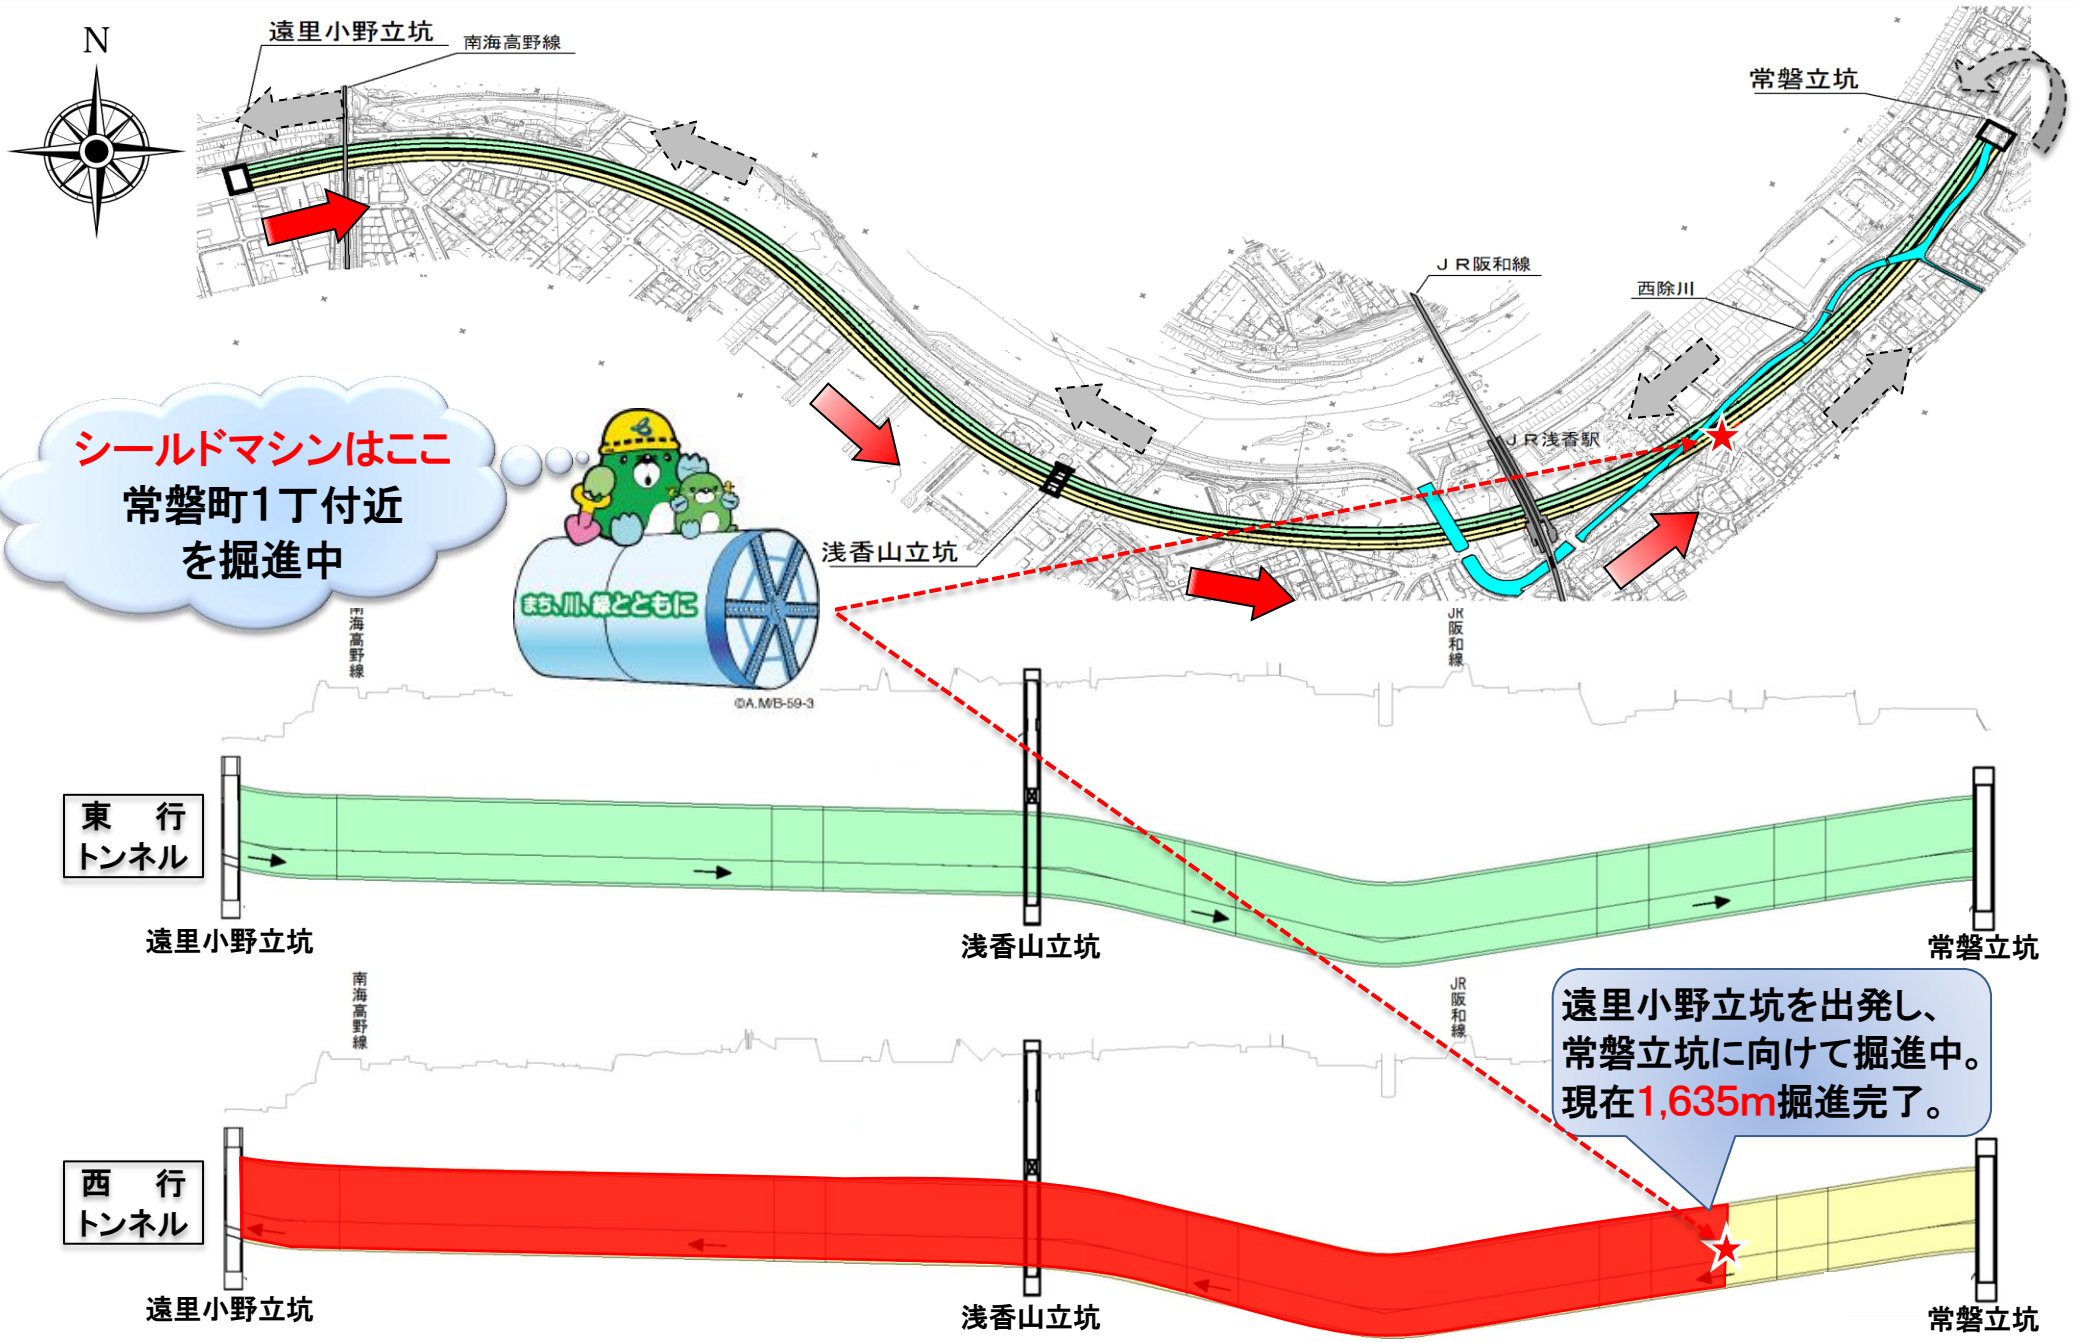 N
遠里小野立坑
南海高野線
常磐立坑
JR阪和線
西除川
JR浅香駅
浅香山立坑
シールドマシンはここ
常磐町1丁付近
を掘進中
まち、川、緑とともに
©A.M/B-59-3
南海高野線
JR阪和線
東 行
トンネル
遠里小野立坑
浅香山立坑
常磐立坑
南海高野線
JR阪和線
遠里小野立坑を出発し、
常磐立坑に向けて掘進中。
現在1,635m掘進完了。
西 行
トンネル
遠里小野立坑
浅香山立坑
常磐立坑